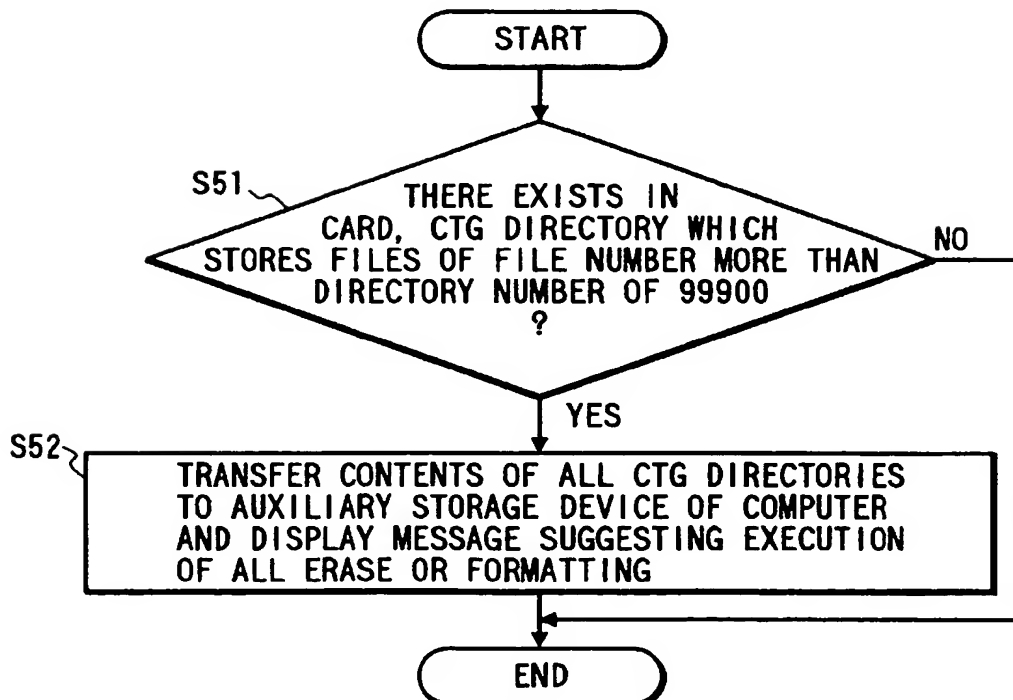 START
S51
THERE EXISTS IN
CARD, CTG DIRECTORY WHICH
STORES FILES OF FILE NUMBER MORE THAN
DIRECTORY NUMBER OF 99900
?
NO
YES
S52
TRANSFER CONTENTS OF ALL CTG DIRECTORIES
TO AUXILIARY STORAGE DEVICE OF COMPUTER
AND DISPLAY MESSAGE SUGGESTING EXECUTION
OF ALL ERASE OR FORMATTING
END